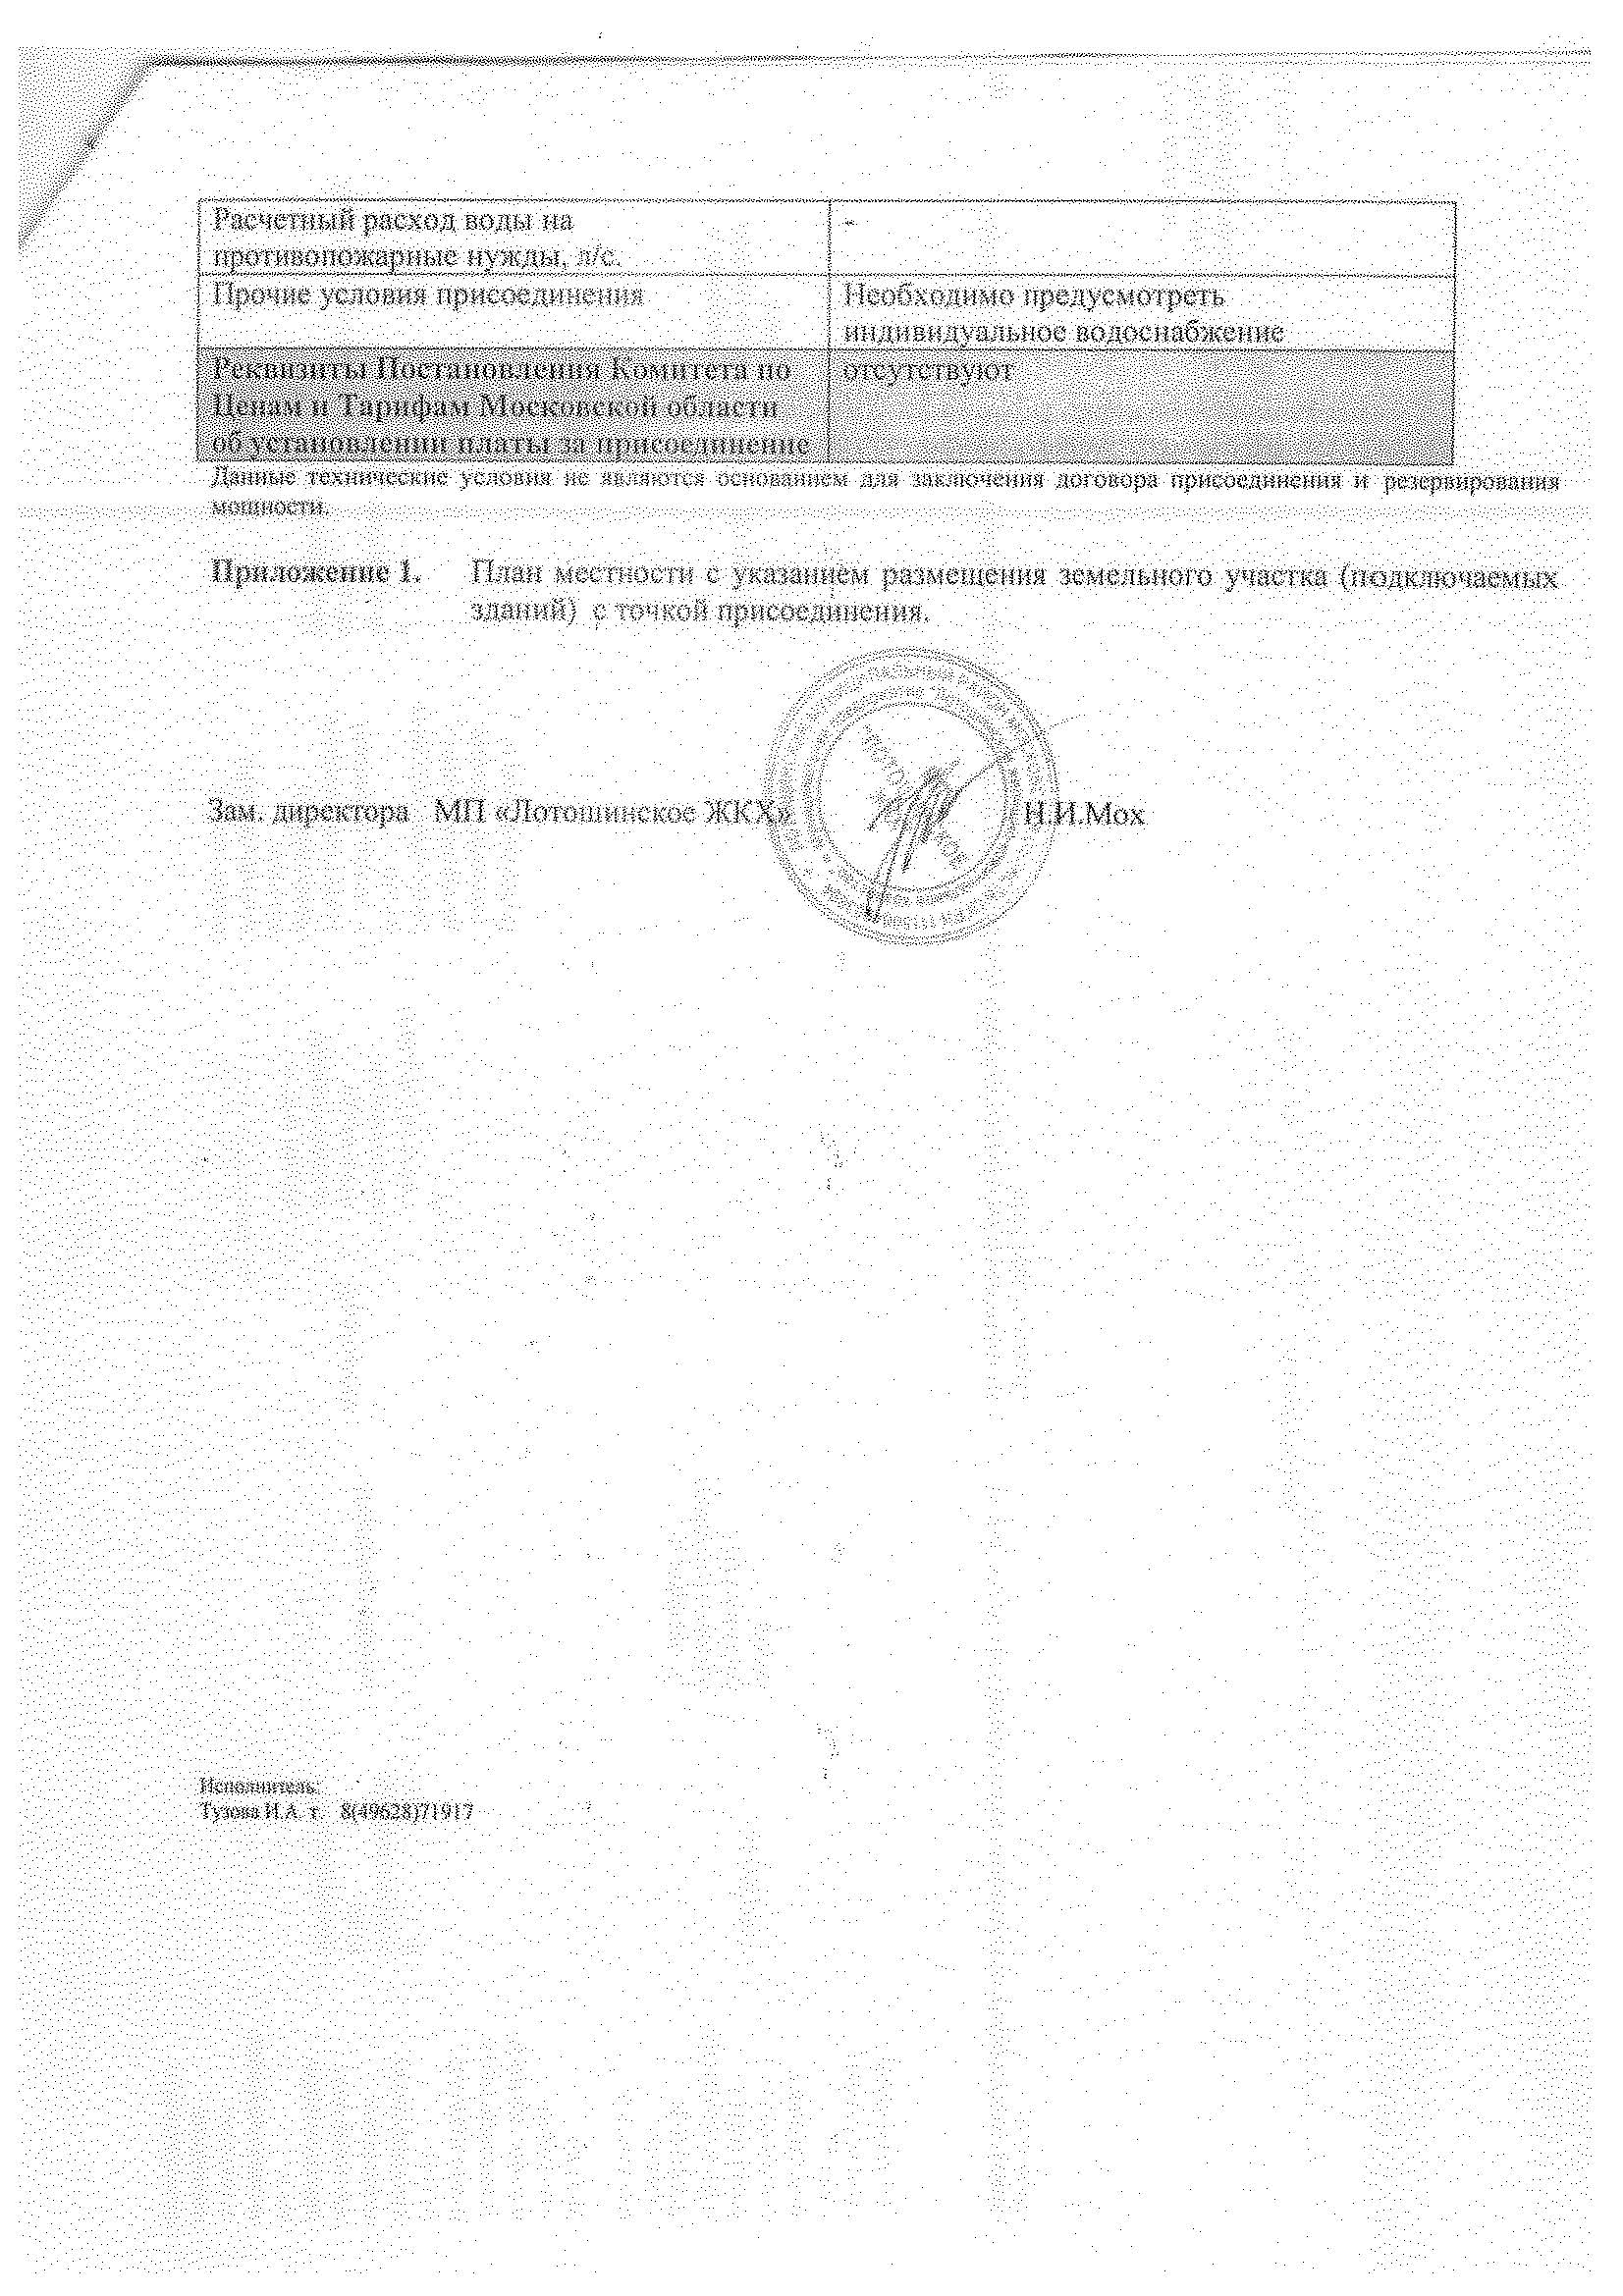 Расчетный расход воды на
противопожарные нужды, л/с.
-
Прочие условия присоединения
Необходимо предусмотреть
индивидуальное водоснабжение
Реквизиты Постановления Комитета по
Ценам и Тарифам Московской области
об установлении платы за присоединение
отсутствуют
Данные технические условия не являются основанием для заключения договора присоединения и резервирования
мощности.
Приложение 1. План местности с указанием размещения земельного участка (подключаемых
зданий) с точкой присоединения.
Зам. директора МП «Лотошинское ЖКХ» Н.И.Мох
Исполнитель:
Тузова И.А. т. 8(49628)71917